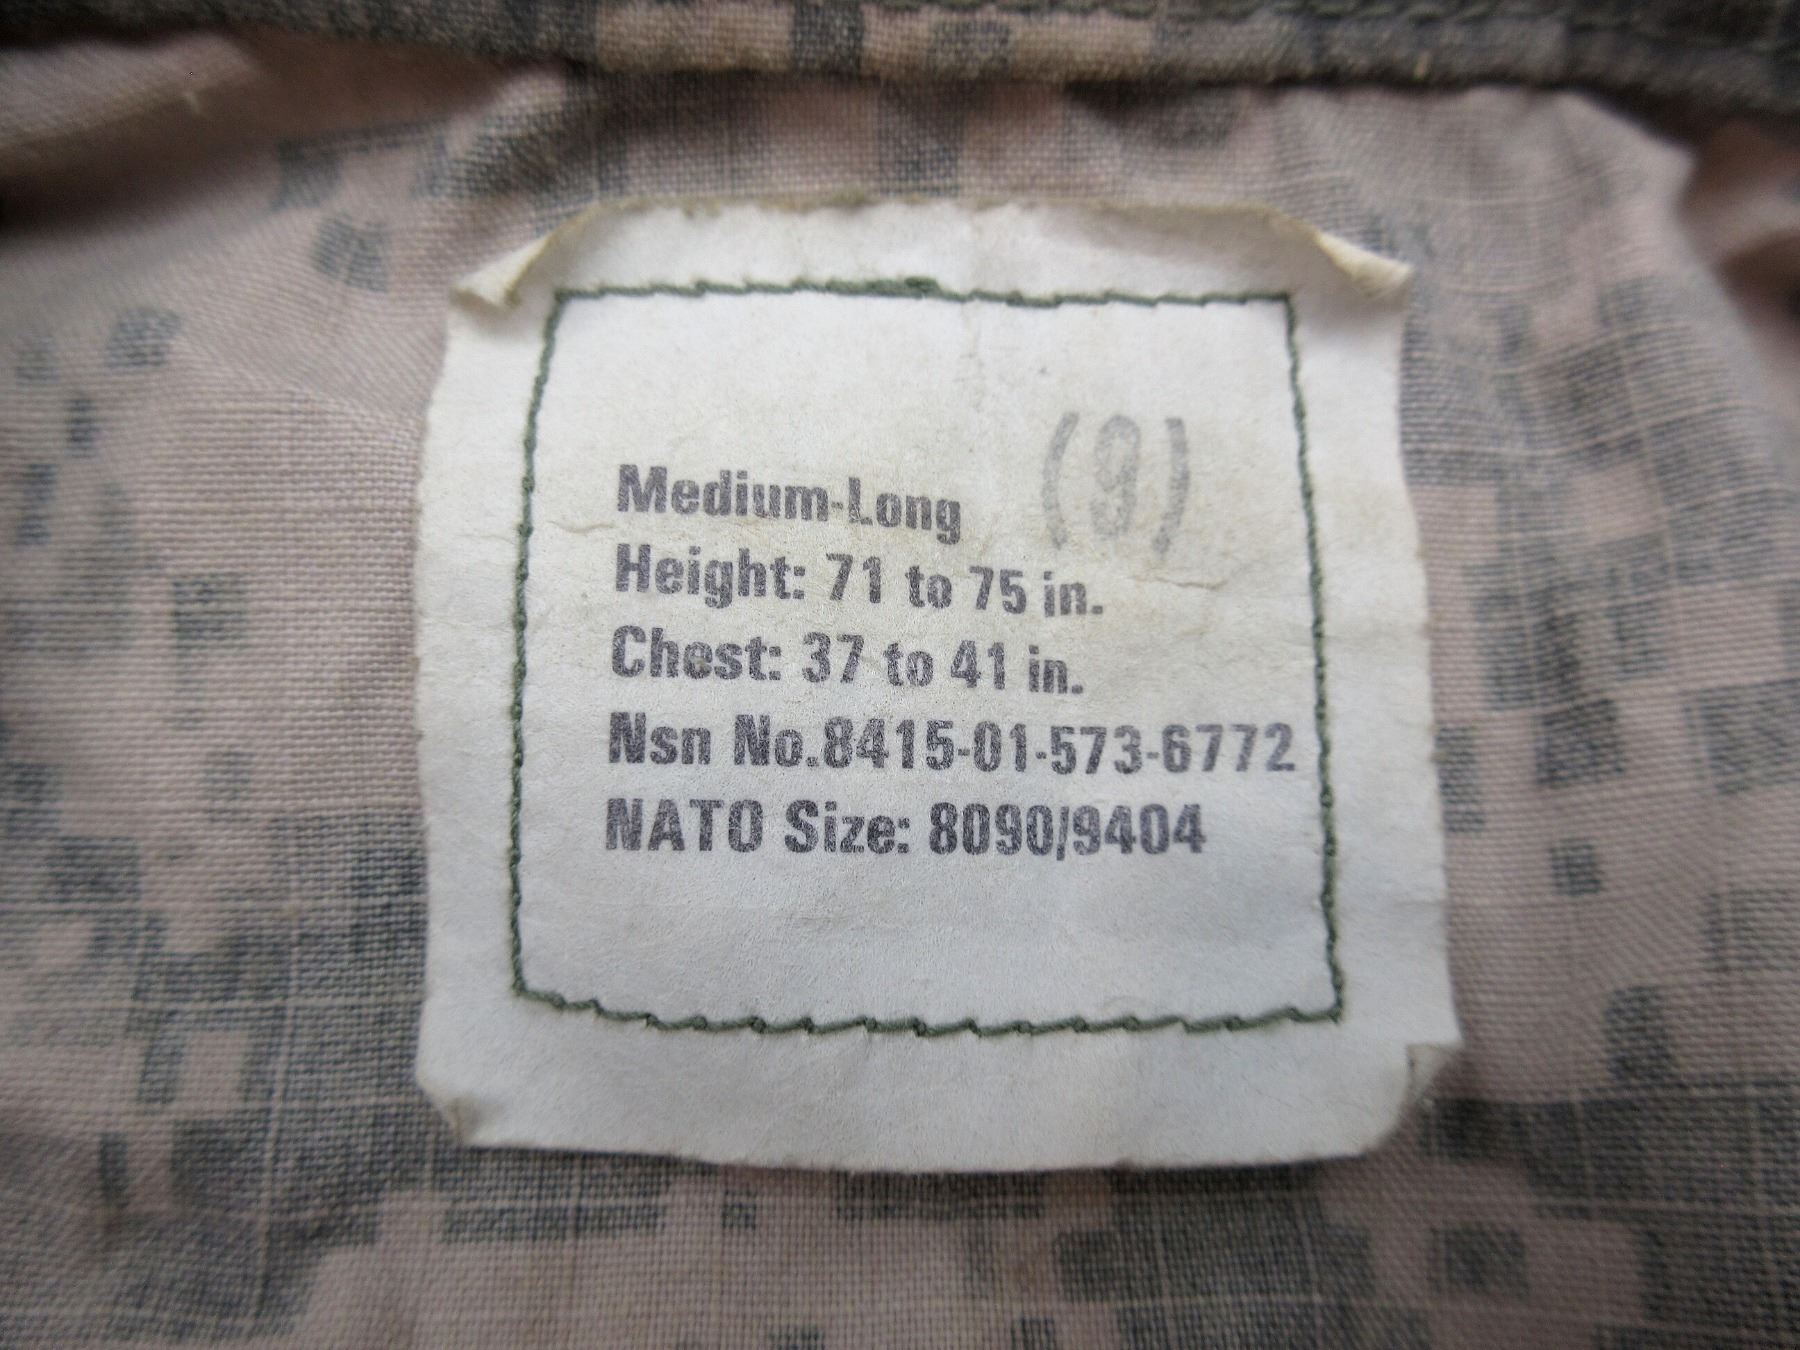 (9)
Medium-Long
Height: 71 to 75 in.
Chest: 37 to 41 in.
Nsn No.8415-01-573-6772
NATO Size: 8090/9404